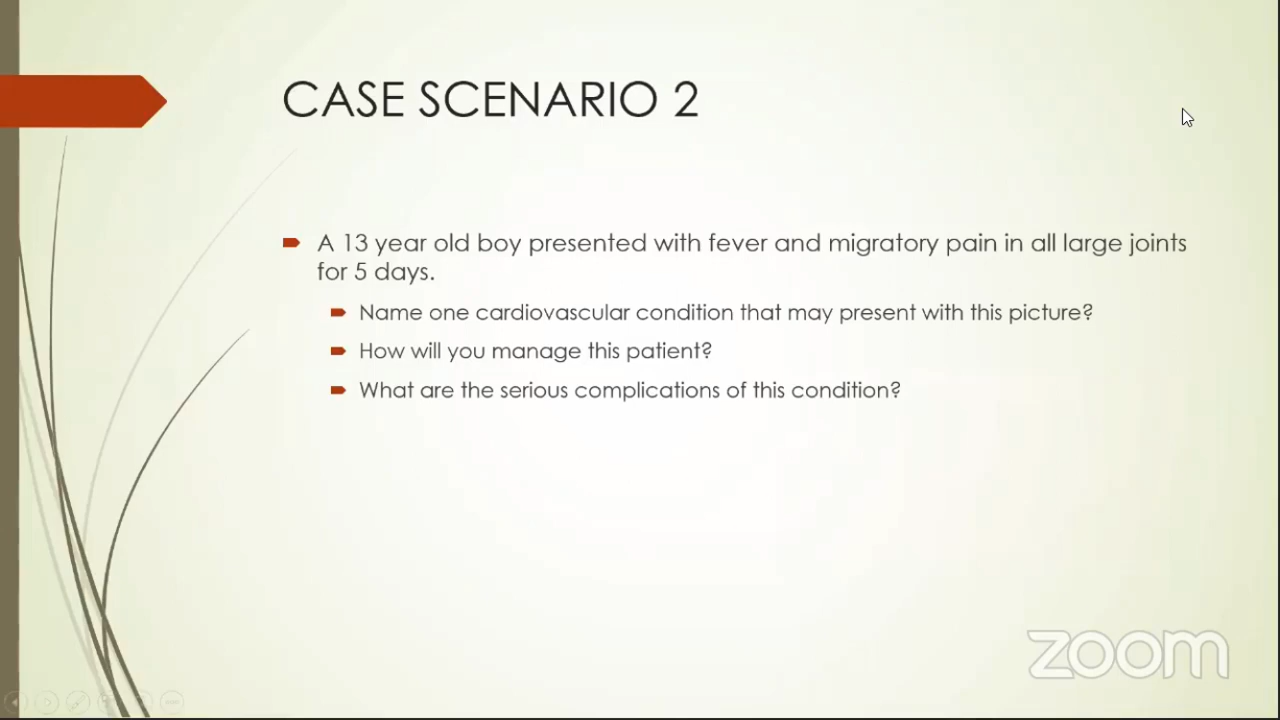 CASE SCENARIO 2
A 13 year old boy presented with fever and migratory pain in all large joints
for 5 days.
Name one cardiovascular condition that may present with this picture?
How will you manage this patient?
What are the serious complications of this condition?
zoom